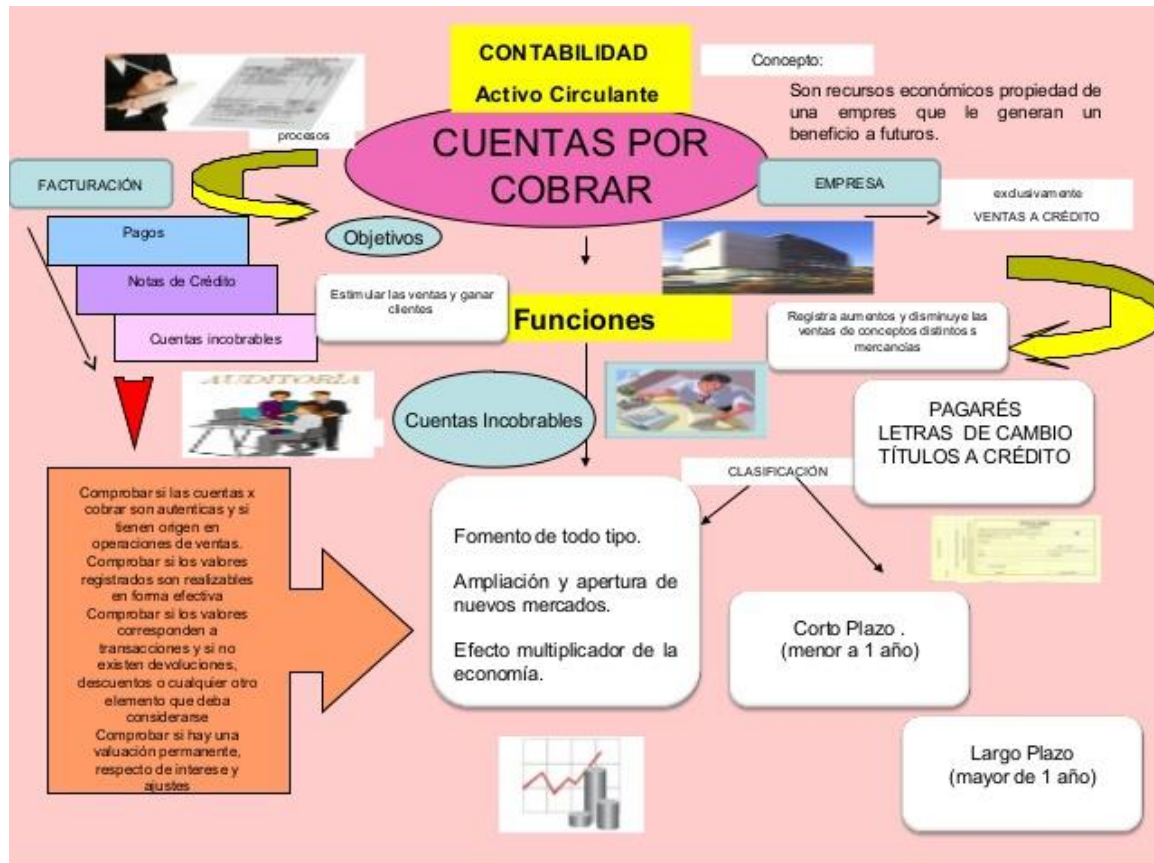 CONTABILIDAD
Activo Circulante
CUENTAS POR
COBRAR
Concepto:
Son recursos económicos propiedad de
una empres que le generan un
beneficio a futuros.
procesos
FACTURACIÓN
Pagos
Notas de Crédito
Cuentas incobrables
Objetivos
Estimular las ventas y ganar
clientes
EMPRESA
exclusivamente
VENTAS A CRÉDITO
Funciones
Registra aumentos y disminuye las
ventas de conceptos distintos s
mercancías
AUDITORÍA
Cuentas Incobrables
PAGARÉS
LETRAS DE CAMBIO
TÍTULOS A CRÉDITO
CLASIFICACIÓN
Comprobar si las cuentas x
cobrar son autenticas y si
tienen origen en
operaciones de ventas.
Comprobar si los valores
registrados son realizables
en forma efectiva
Comprobar si los valores
corresponden a
transacciones y si no
existen devoluciones,
descuentos o cualquier otro
elemento que deba
considerarse
Comprobar si hay una
valuación permanente,
respecto de interese y
ajustes
Fomento de todo tipo.
Ampliación y apertura de
nuevos mercados.
Efecto multiplicador de la
economía.
Corto Plazo .
(menor a 1 año)
Largo Plazo
(mayor de 1 año)